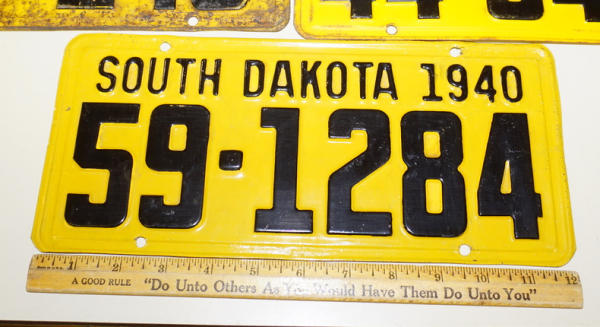 SOUTH DAKOTA 1940
59-1284
1 2 3 4 5 6 7 8 9 10 11 12
A GOOD RULE "Do Unto Others As You Would Have Them Do Unto You"